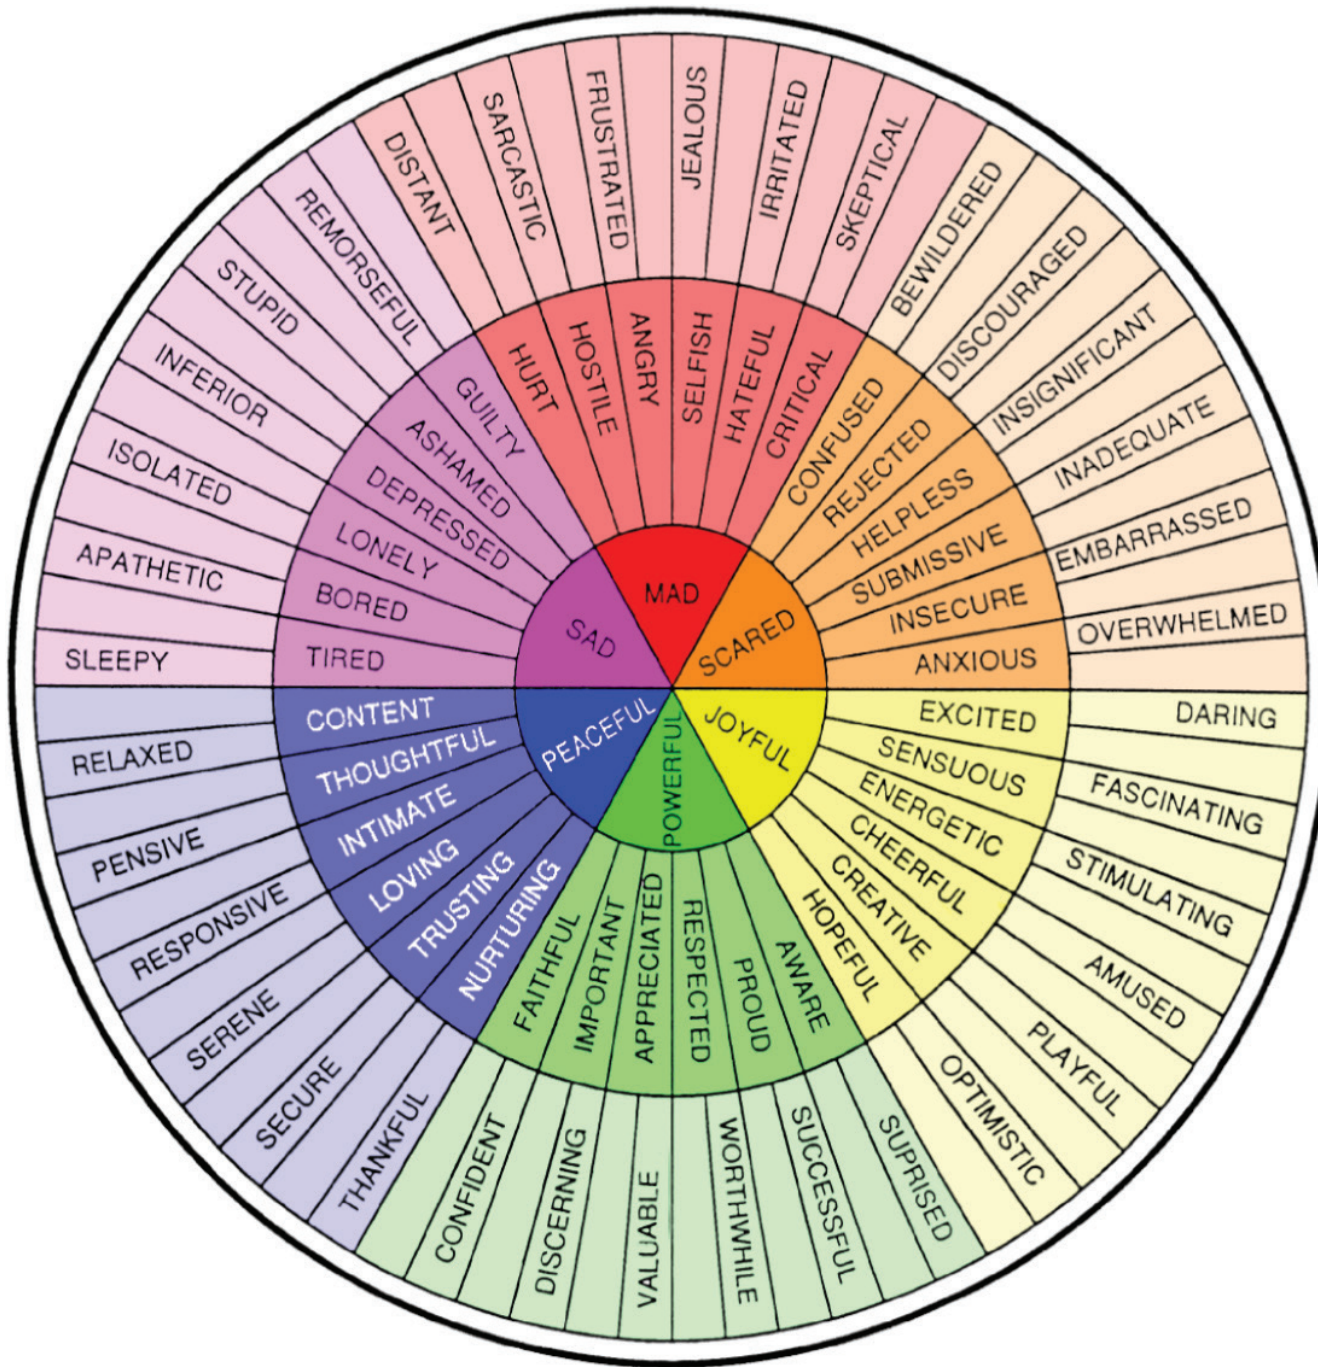 MAD
SCARED
JOYFUL
POWERFUL
PEACEFUL
SAD
HURT
HOSTILE
ANGRY
SELFISH
HATEFUL
CRITICAL
CONFUSED
REJECTED
HELPLESS
SUBMISSIVE
INSECURE
ANXIOUS
EXCITED
SENSUOUS
ENERGETIC
CHEERFUL
CREATIVE
HOPEFUL
AWARE
PROUD
RESPECTED
APPRECIATED
IMPORTANT
FAITHFUL
NURTURING
TRUSTING
LOVING
INTIMATE
THOUGHTFUL
CONTENT
TIRED
BORED
LONELY
DEPRESSED
ASHAMED
GUILTY
DISTANT
SARCASTIC
FRUSTRATED
JEALOUS
IRRITATED
SKEPTICAL
BEWILDERED
DISCOURAGED
INSIGNIFICANT
INADEQUATE
EMBARRASSED
OVERWHELMED
DARING
FASCINATING
STIMULATING
AMUSED
PLAYFUL
OPTIMISTIC
SUPRISED
SUCCESSFUL
WORTHWHILE
VALUABLE
DISCERNING
CONFIDENT
THANKFUL
SECURE
SERENE
RESPONSIVE
PENSIVE
RELAXED
SLEEPY
APATHETIC
ISOLATED
INFERIOR
STUPID
REMORSEFUL